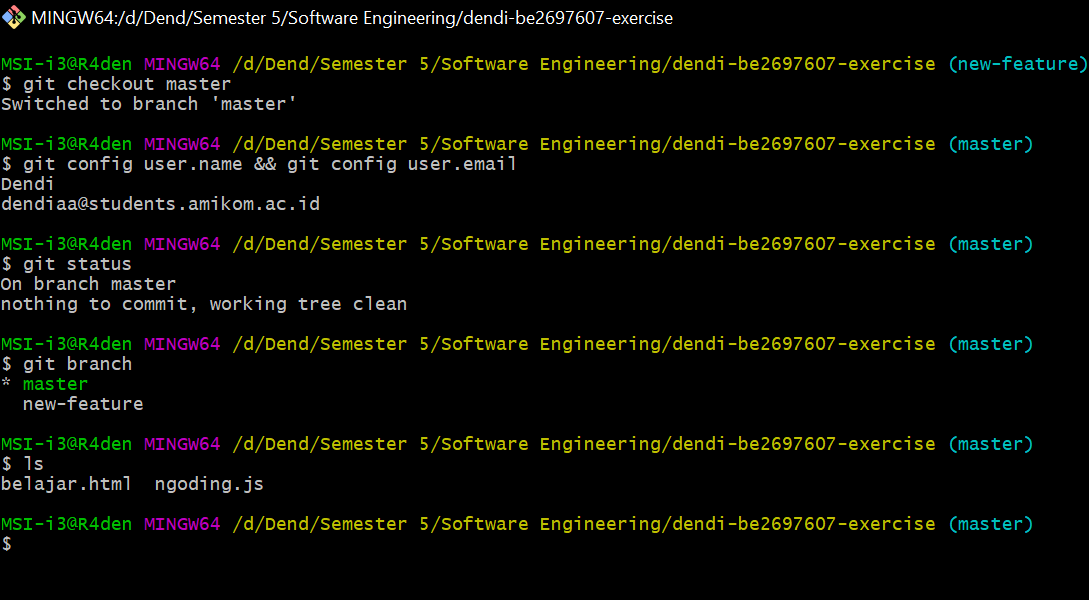 MINGW64:/d/Dend/Semester 5/Software Engineering/dendi-be2697607-exercise
MSI-i3@R4den MINGW64 /d/Dend/Semester 5/Software Engineering/dendi-be2697607-exercise (new-feature)
$ git checkout master
Switched to branch 'master'
MSI-i3@R4den MINGW64 /d/Dend/Semester 5/Software Engineering/dendi-be2697607-exercise (master)
$ git config user.name && git config user.email
Dendi
dendiaa@students.amikom.ac.id
MSI-i3@R4den MINGW64 /d/Dend/Semester 5/Software Engineering/dendi-be2697607-exercise (master)
$ git status
On branch master
nothing to commit, working tree clean
MSI-i3@R4den MINGW64 /d/Dend/Semester 5/Software Engineering/dendi-be2697607-exercise (master)
$ git branch
* master
  new-feature
MSI-i3@R4den MINGW64 /d/Dend/Semester 5/Software Engineering/dendi-be2697607-exercise (master)
$ ls
belajar.html  ngoding.js
MSI-i3@R4den MINGW64 /d/Dend/Semester 5/Software Engineering/dendi-be2697607-exercise (master)
$